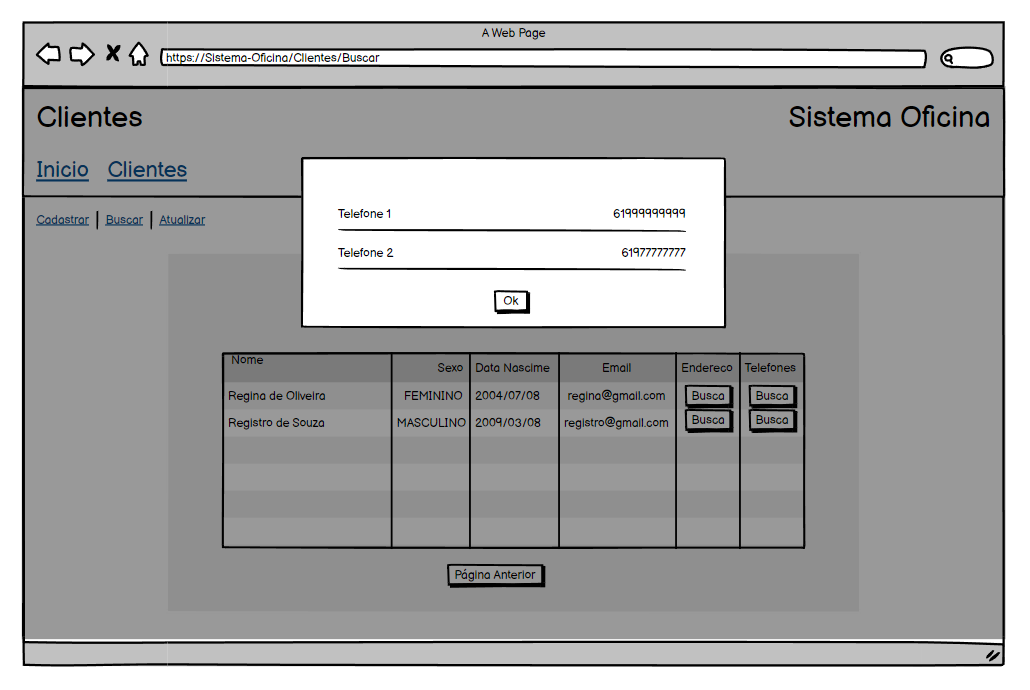 A Web Page
https://Sistema-Oficina/Clientes/Buscar
Clientes
Sistema Oficina
Inicio Clientes
Cadastrar | Buscar | Atualizar
Telefone 1 61999999999
Telefone 2 61977777777
Ok
Nome Sexo Data Nascime Email Endereco Telefones
Regina de Oliveira FEMININO 2004/07/08 regina@gmail.com Busca Busca
Registro de Souza MASCULINO 2009/03/08 registro@gmail.com Busca Busca
Página Anterior